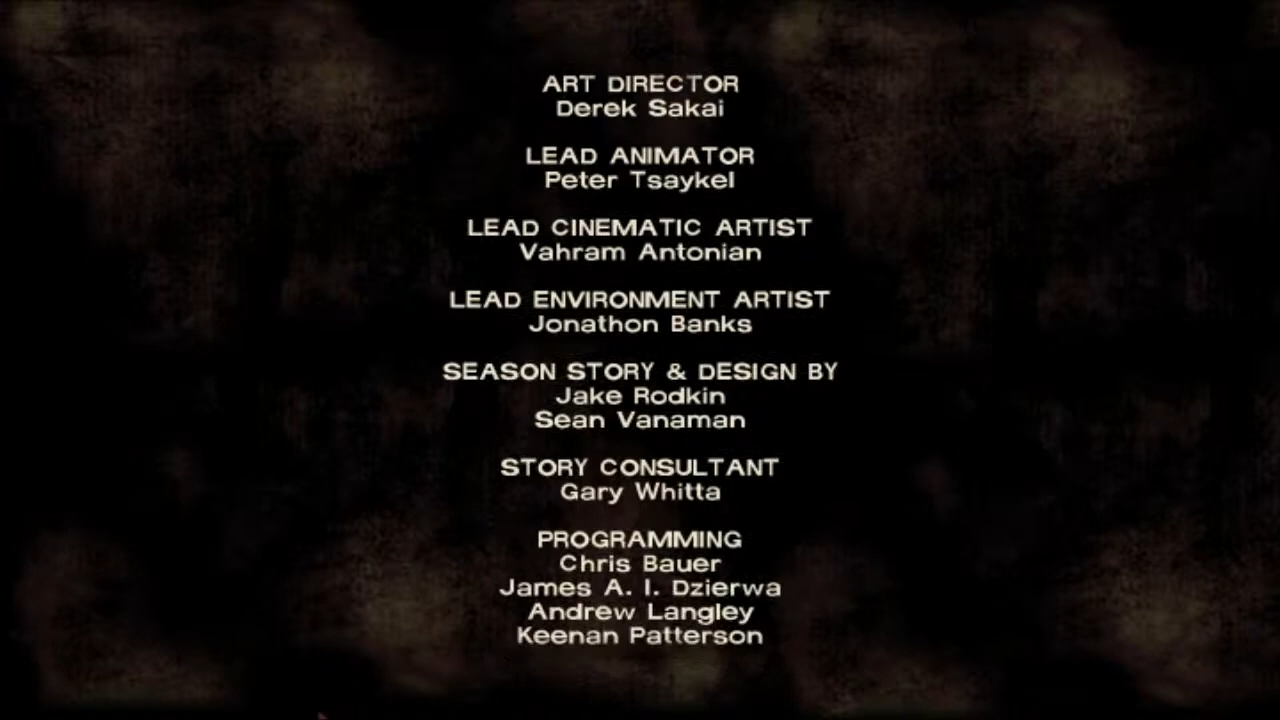 ART DIRECTOR
Derek Sakai
LEAD ANIMATOR
Peter Tsaykel
LEAD CINEMATIC ARTIST
Vahram Antonian
LEAD ENVIRONMENT ARTIST
Jonathon Banks
SEASON STORY & DESIGN BY
Jake Rodkin
Sean Vanaman
STORY CONSULTANT
Gary Whitta
PROGRAMMING
Chris Bauer
James A. I. Dzierwa
Andrew Langley
Keenan Patterson